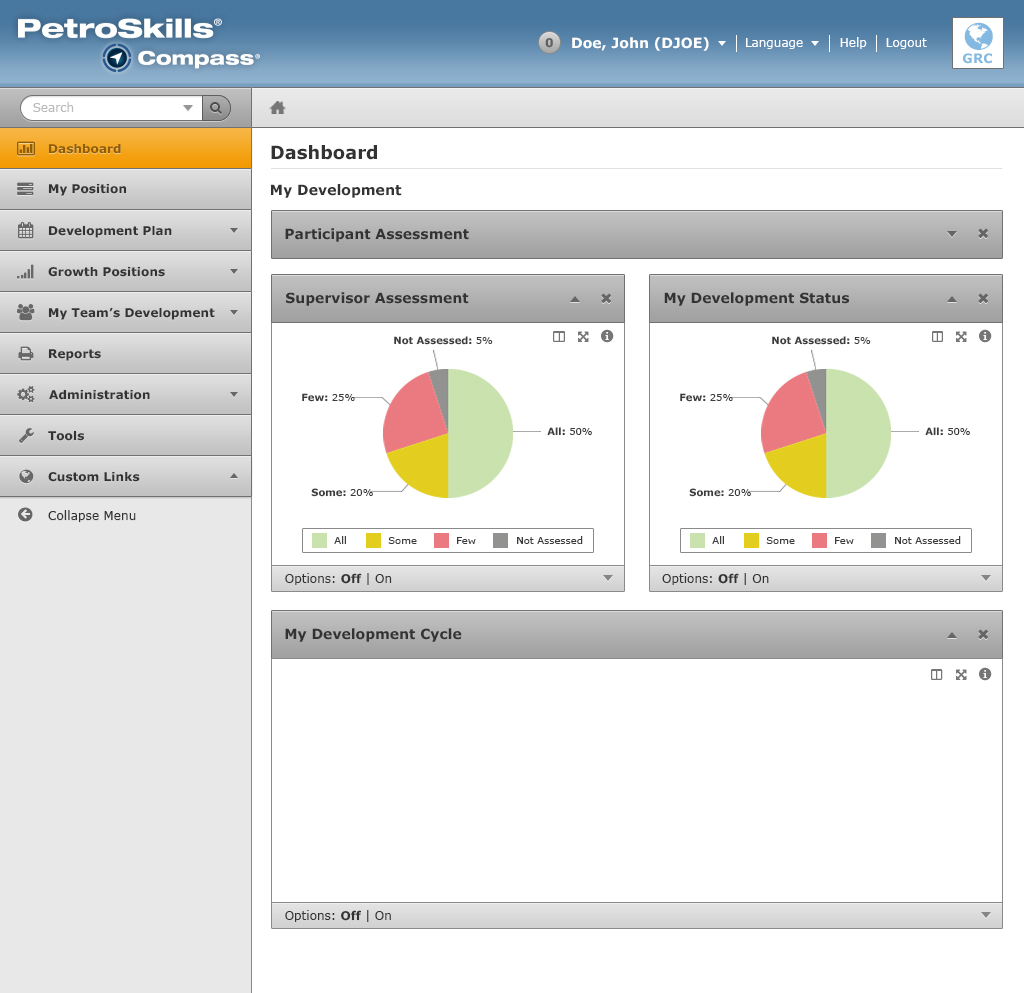 PetroSkills®
Compass®
0 Doe, John (DJOE) Language Help Logout
GRC
Search
Dashboard
My Position
Development Plan
Growth Positions
My Team's Development
Reports
Administration
Tools
Custom Links
Collapse Menu
Dashboard
My Development
Participant Assessment
Supervisor Assessment
Not Assessed: 5%
Few: 25%
All: 50%
Some: 20%
All Some Few Not Assessed
Options: Off | On
My Development Status
Not Assessed: 5%
Few: 25%
All: 50%
Some: 20%
All Some Few Not Assessed
Options: Off | On
My Development Cycle
Options: Off | On